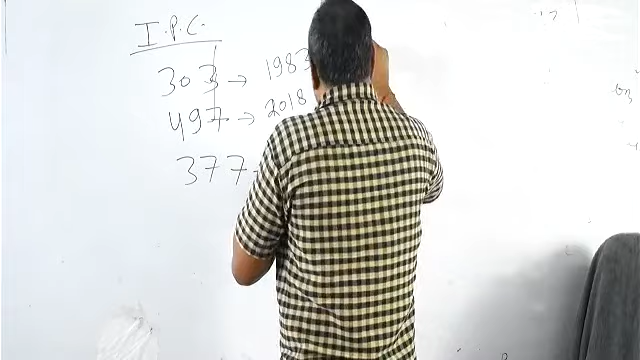 I.P.C.
303 → 1983
497 → 2018
377